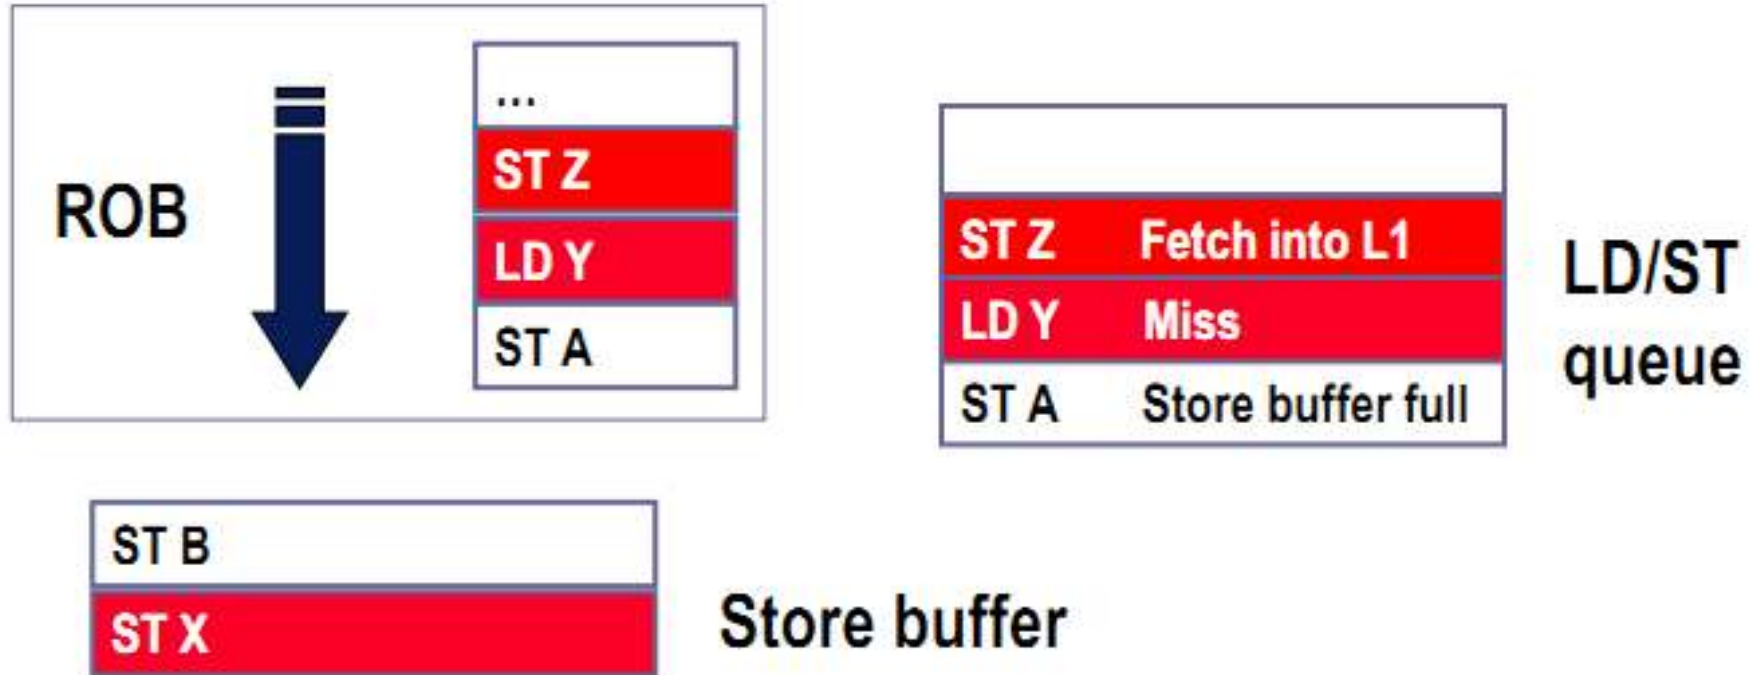 ROB
...
ST Z
LD Y
ST A
ST Z Fetch into L1
LD Y Miss
ST A Store buffer full
LD/ST
queue
ST B
ST X
Store buffer